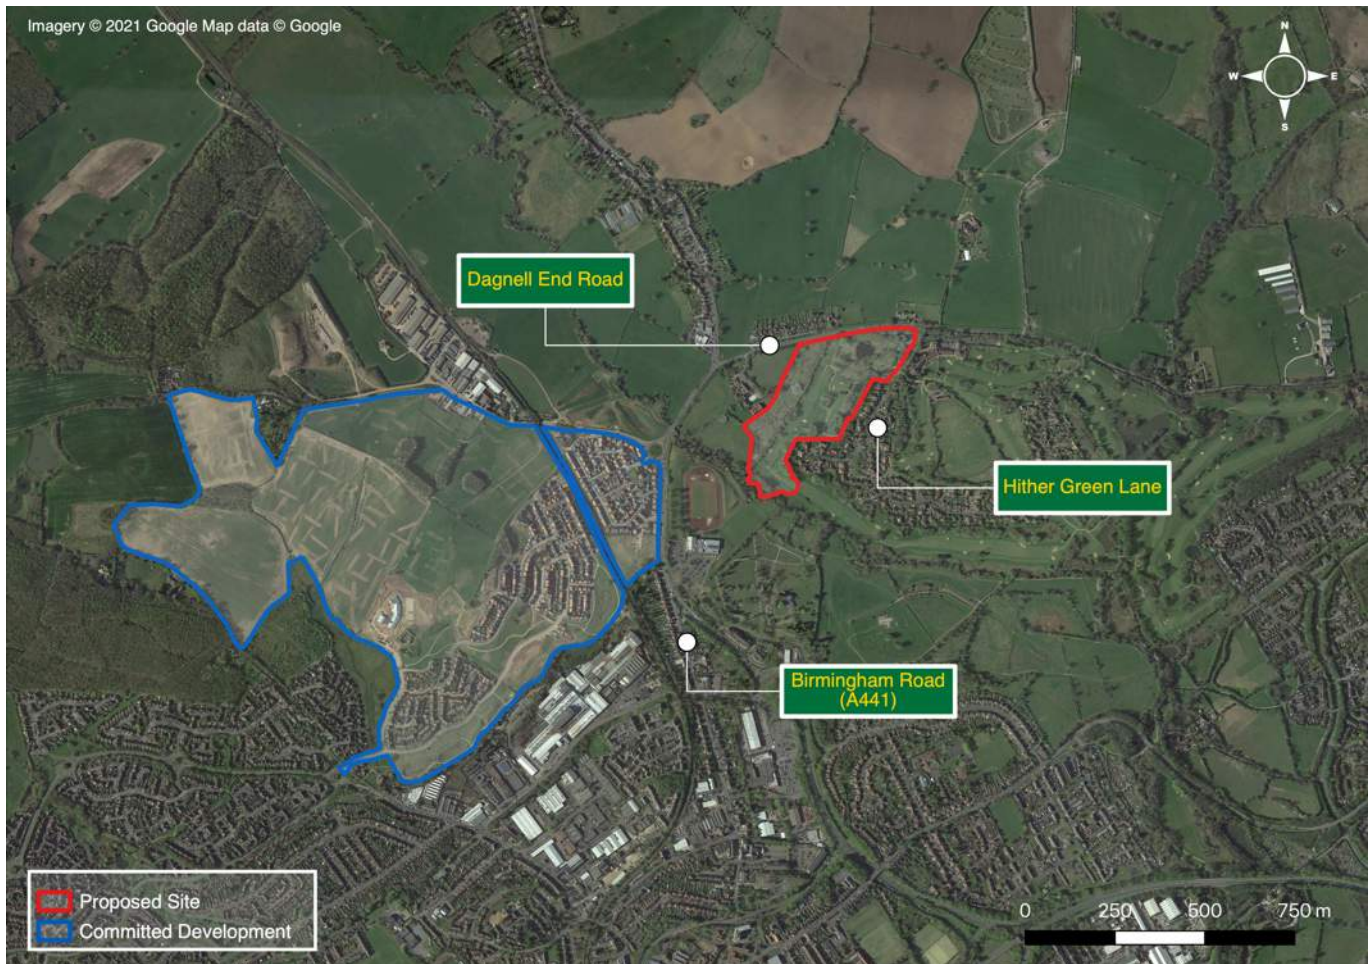 Imagery © 2021 Google Map data © Google
N
W E
S
Dagnell End Road
Hither Green Lane
Birmingham Road
(A441)
Proposed Site
Committed Development
0 250 500 750 m